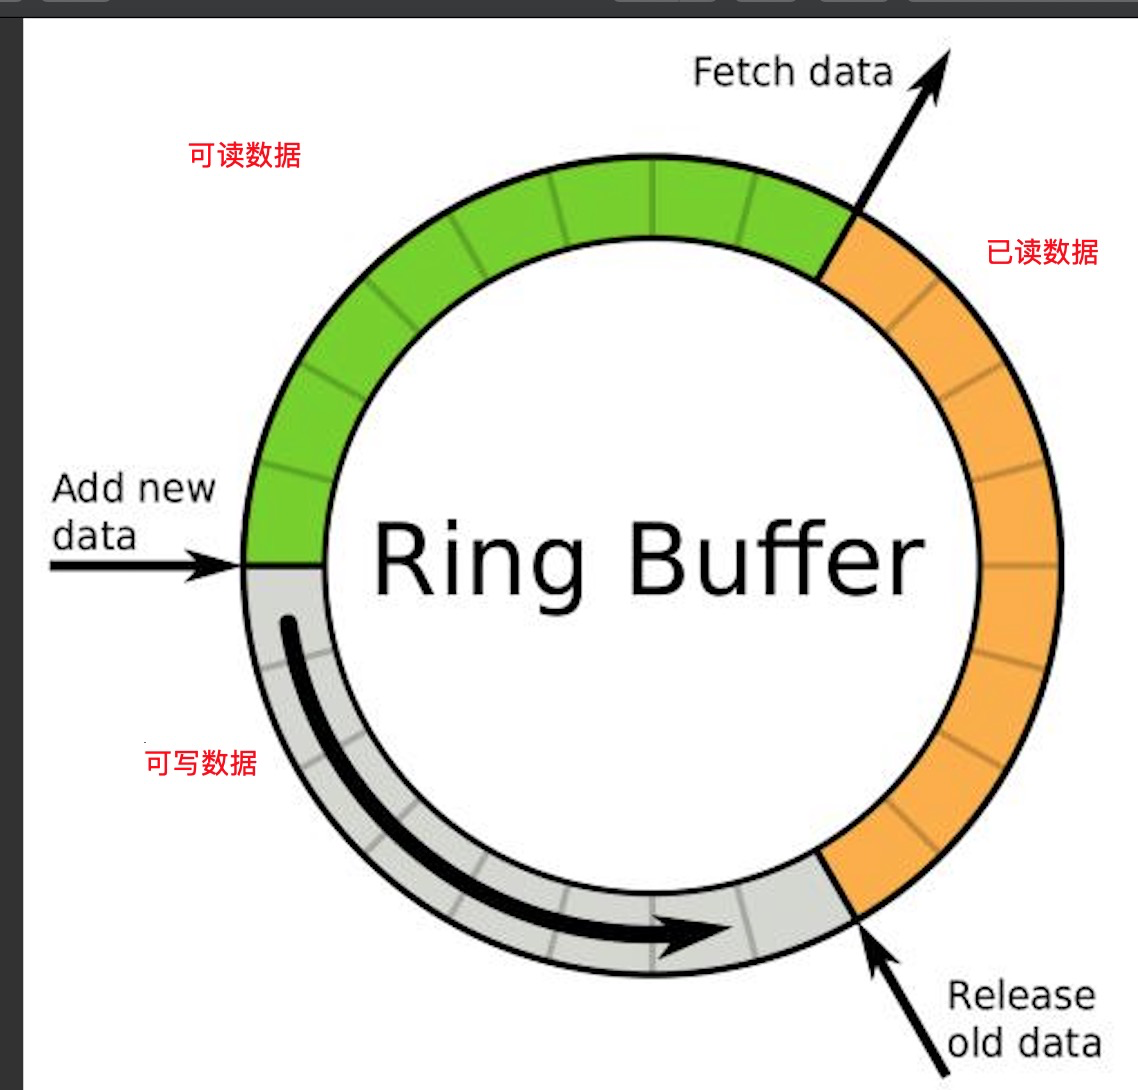 Fetch data
可读数据
已读数据
Add new
data
Ring Buffer
可写数据
Release
old data